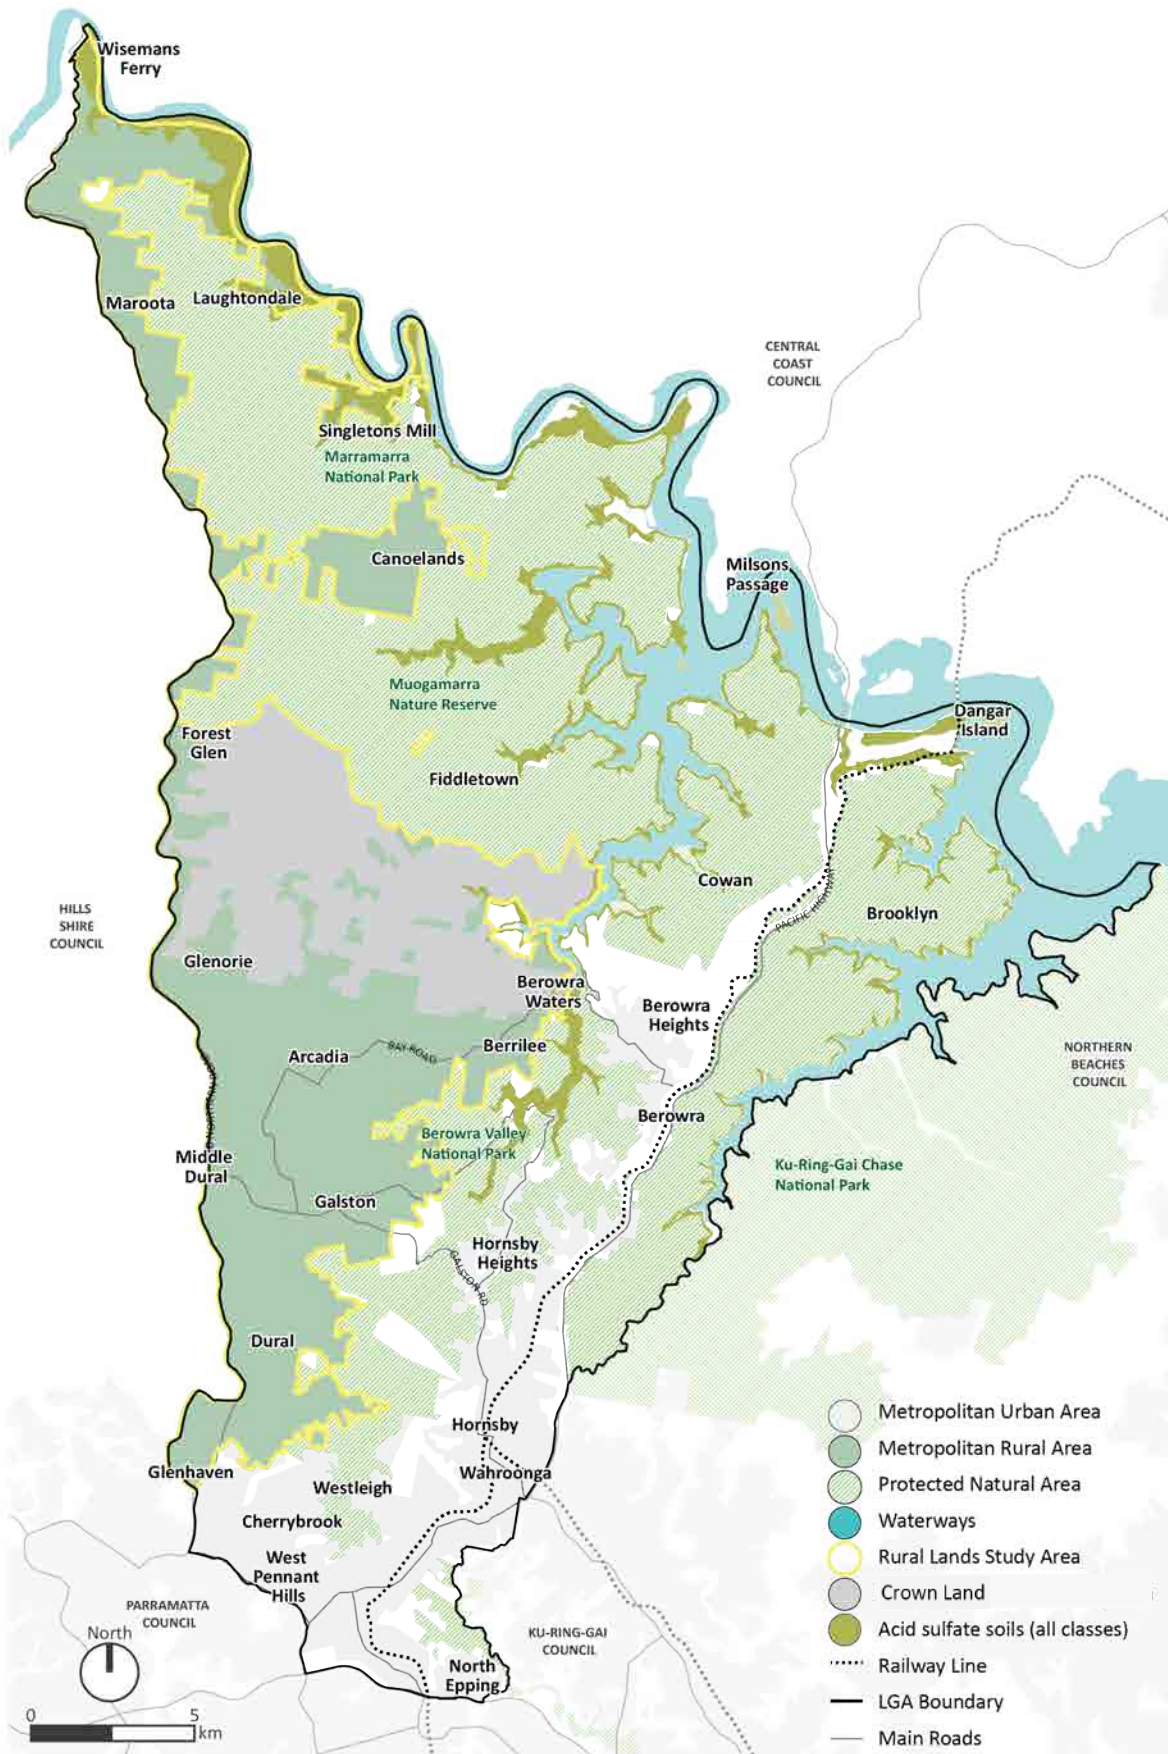 Wisemans
Ferry
Maroota
Laughtondale
CENTRAL
COAST
COUNCIL
Singletons Mill
Marramarra
National Park
Canoelands
Milsons
Passage
Muogamarra
Nature Reserve
Dangar
Island
Forest
Glen
Fiddletown
Cowan
PACIFIC HIGHWAY
Brooklyn
HILLS
SHIRE
COUNCIL
Glenorie
Berowra
Waters
Berowra
Heights
Arcadia
BAY ROAD
Berrilee
NORTHERN
BEACHES
COUNCIL
Berowra
Berowra Valley
National Park
Middle
Dural
Ku-Ring-Gai Chase
National Park
Galston
Hornsby
Heights
GALSTON RD
Dural
Hornsby
Glenhaven
Wahroonga
Westleigh
Cherrybrook
West
Pennant
Hills
PARRAMATTA
COUNCIL
KU-RING-GAI
COUNCIL
North
Epping
North
0
5
km
Metropolitan Urban Area
Metropolitan Rural Area
Protected Natural Area
Waterways
Rural Lands Study Area
Crown Land
Acid sulfate soils (all classes)
Railway Line
LGA Boundary
Main Roads